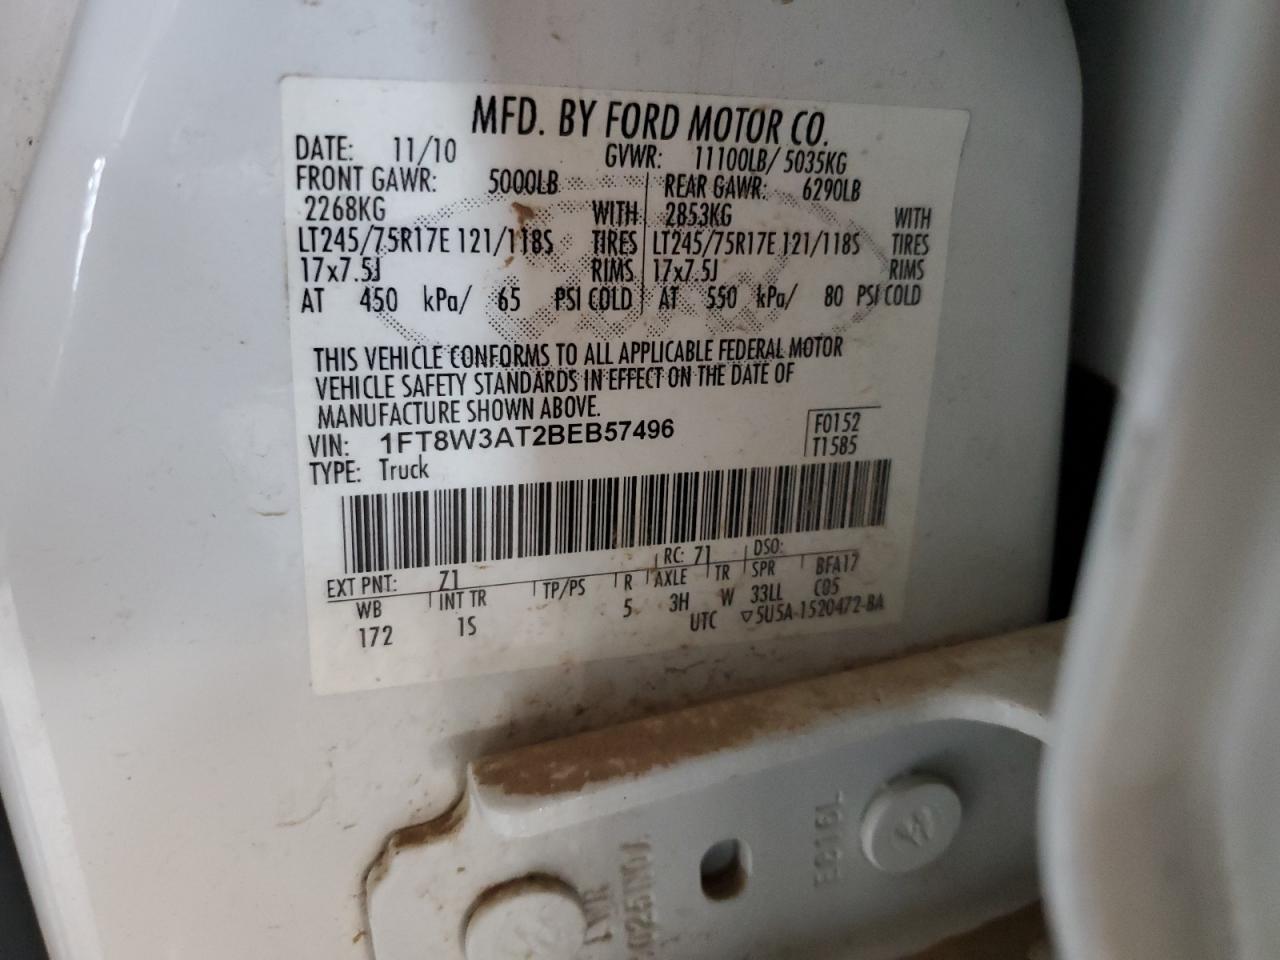 MFD. BY FORD MOTOR CO.
DATE: 11/10 GVWR: 11100LB/ 5035KG
FRONT GAWR: 5000LB REAR GAWR: 6290LB
2268KG WITH 2853KG WITH
LT245/75R17E 121/118S TIRES LT245/75R17E 121/118S TIRES
17x7.5J RIMS 17x7.5J RIMS
AT 450 kPa/ 65 PSI COLD AT 550 kPa/ 80 PSI COLD
THIS VEHICLE CONFORMS TO ALL APPLICABLE FEDERAL MOTOR
VEHICLE SAFETY STANDARDS IN EFFECT ON THE DATE OF
MANUFACTURE SHOWN ABOVE.
VIN: 1FT8W3AT2BEB57496 F0152
TYPE: Truck T1585
EXT PNT: Z1 RC: 71 DSO:
WB INT TR TP/PS R AXLE TR SPR BFA17
172 1S 5 3H W 33LL C05
UTC ▽5U5A-1520472-BA
E816L